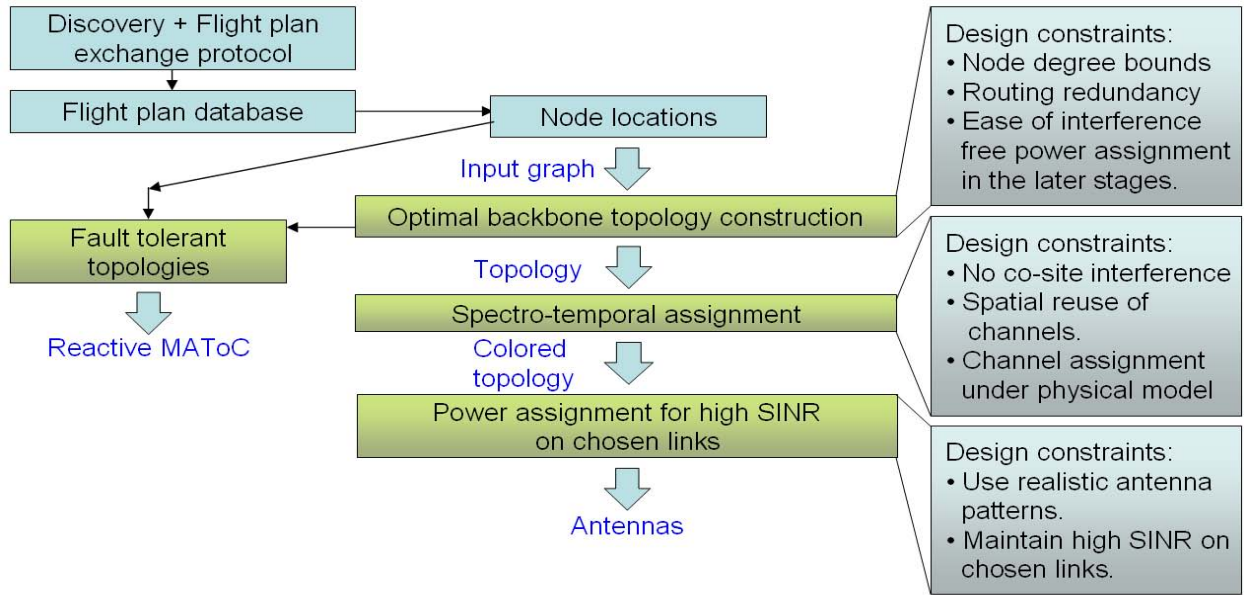 Discovery + Flight plan
exchange protocol
Flight plan database
Node locations
Input graph
Optimal backbone topology construction
Fault tolerant
topologies
Reactive MAToC
Topology
Spectro-temporal assignment
Colored
topology
Power assignment for high SINR
on chosen links
Antennas
Design constraints:
• Node degree bounds
• Routing redundancy
• Ease of interference
free power assignment
in the later stages.
Design constraints:
• No co-site interference
• Spatial reuse of
channels.
• Channel assignment
under physical model
Design constraints:
• Use realistic antenna
patterns.
• Maintain high SINR on
chosen links.